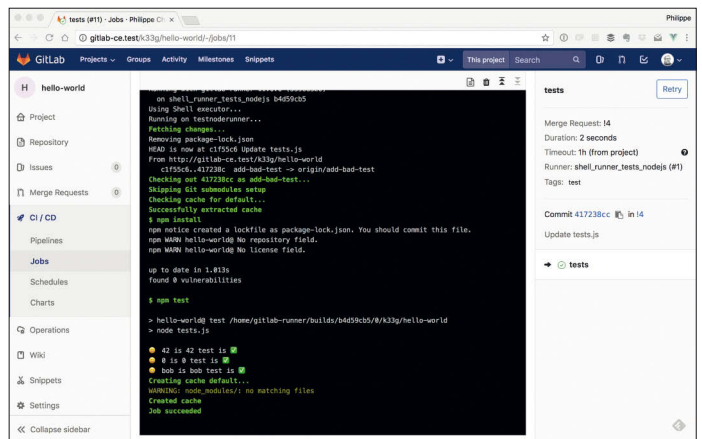 tests (#11) · Jobs · Philippe Ch
Philippe
gitlab-ce.test/k33g/hello-world/-/jobs/11
GitLab
Projects
Groups
Activity
Milestones
Snippets
This project
Search
H
hello-world
Project
Repository
Issues
0
Merge Requests
0
CI / CD
Pipelines
Jobs
Schedules
Charts
Operations
Wiki
Snippets
Settings
Collapse sidebar
on shell_runner_tests_nodejs b4d59cb5
Using Shell executor...
Running on testnoderunner...
Fetching changes...
Removing package-lock.json
HEAD is now at c1f55c6 Update tests.js
From http://gitlab-ce.test/k33g/hello-world
c1f55c6..417238c add-bad-test -> origin/add-bad-test
Checking out 417238cc as add-bad-test...
Skipping Git submodules setup
Checking cache for default...
Successfully extracted cache
$ npm install
npm notice created a lockfile as package-lock.json. You should commit this file.
npm WARN hello-world@ No repository field.
npm WARN hello-world@ No license field.
up to date in 1.013s
found 0 vulnerabilities
$ npm test
> hello-world@ test /home/gitlab-runner/builds/b4d59cb5/0/k33g/hello-world
> node tests.js
42 is 42 test is ✅
0 is 0 test is ✅
bob is bob test is ✅
Creating cache default...
WARNING: node_modules/: no matching files
Created cache
Job succeeded
tests
Retry
Merge Request: !4
Duration: 2 seconds
Timeout: 1h (from project)
Runner: shell_runner_tests_nodejs (#1)
Tags: test
Commit 417238cc in !4
Update tests.js
tests